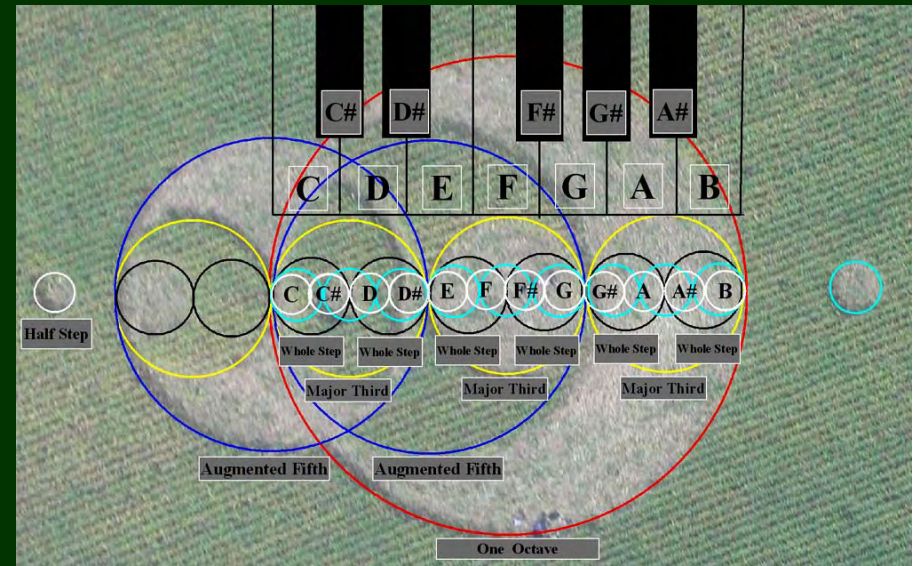 C# D# F# G# A#
C D E F G A B
C C# D D# E F F# G G# A A# B
Half Step
Whole Step Whole Step Whole Step Whole Step Whole Step Whole Step
Major Third Major Third Major Third
Augmented Fifth Augmented Fifth
One Octave